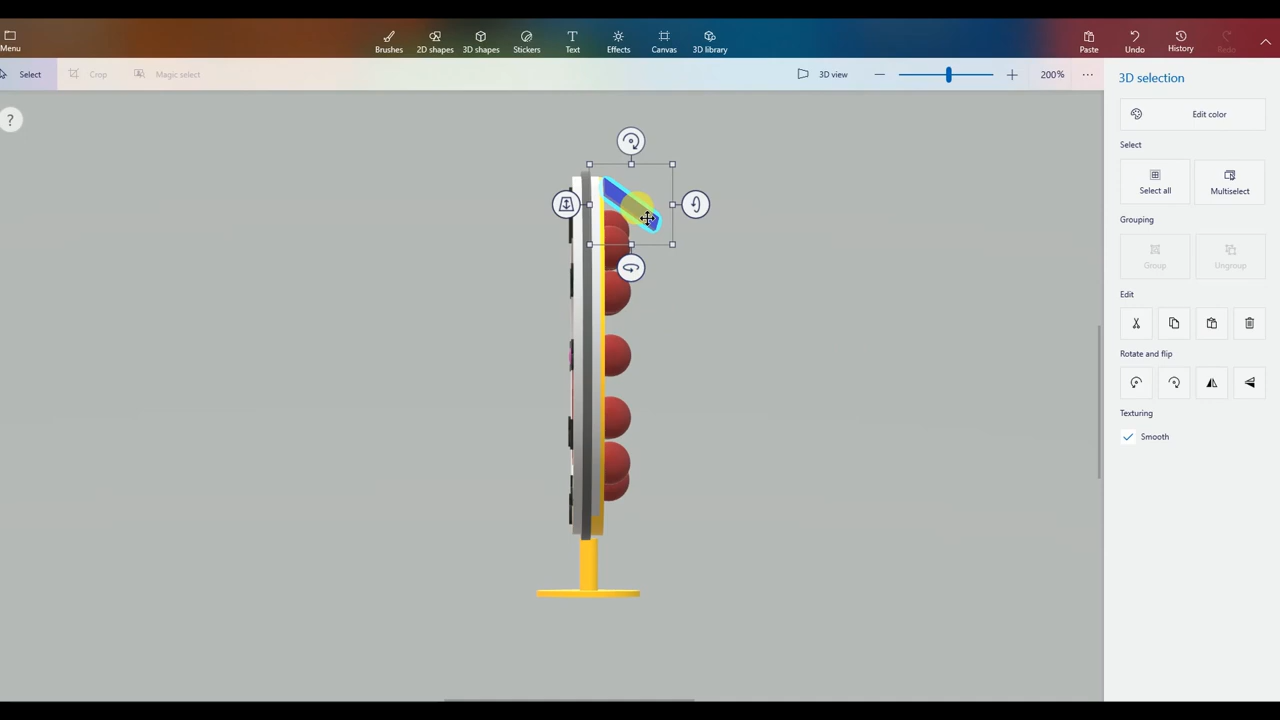 Menu
Brushes
2D shapes
3D shapes
Stickers
Text
Effects
Canvas
3D library
Paste
Undo
History
Redo
Select
Crop
Magic select
3D view
200%
?
3D selection
Edit color
Select
Select all
Multiselect
Grouping
Group
Ungroup
Edit
Rotate and flip
Texturing
Smooth